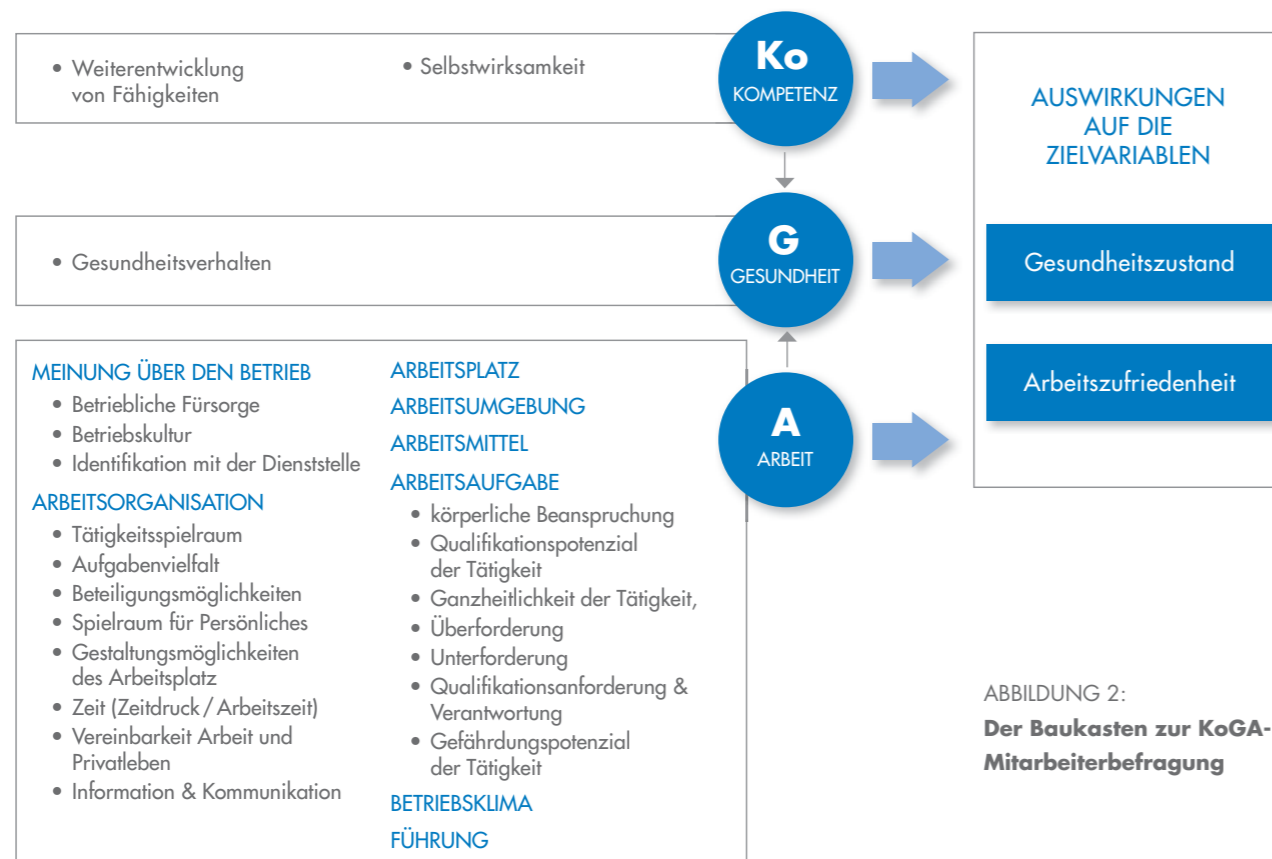 • Weiterentwicklung
von Fähigkeiten
• Selbstwirksamkeit
Ko
KOMPETENZ
• Gesundheitsverhalten
G
GESUNDHEIT
MEINUNG ÜBER DEN BETRIEB
• Betriebliche Fürsorge
• Betriebskultur
• Identifikation mit der Dienststelle
ARBEITSORGANISATION
• Tätigkeitsspielraum
• Aufgabenvielfalt
• Beteiligungsmöglichkeiten
• Spielraum für Persönliches
• Gestaltungsmöglichkeiten
des Arbeitsplatz
• Zeit (Zeitdruck / Arbeitszeit)
• Vereinbarkeit Arbeit und
Privatleben
• Information & Kommunikation
ARBEITSPLATZ
ARBEITSUMGEBUNG
ARBEITSMITTEL
ARBEITSAUFGABE
• körperliche Beanspruchung
• Qualifikationspotenzial
der Tätigkeit
• Ganzheitlichkeit der Tätigkeit,
• Überforderung
• Unterforderung
• Qualifikationsanforderung &
Verantwortung
• Gefährdungspotenzial
der Tätigkeit
BETRIEBSKLIMA
FÜHRUNG
A
ARBEIT
AUSWIRKUNGEN
AUF DIE
ZIELVARIABLEN
Gesundheitszustand
Arbeitszufriedenheit
ABBILDUNG 2:
Der Baukasten zur KoGA-
Mitarbeiterbefragung